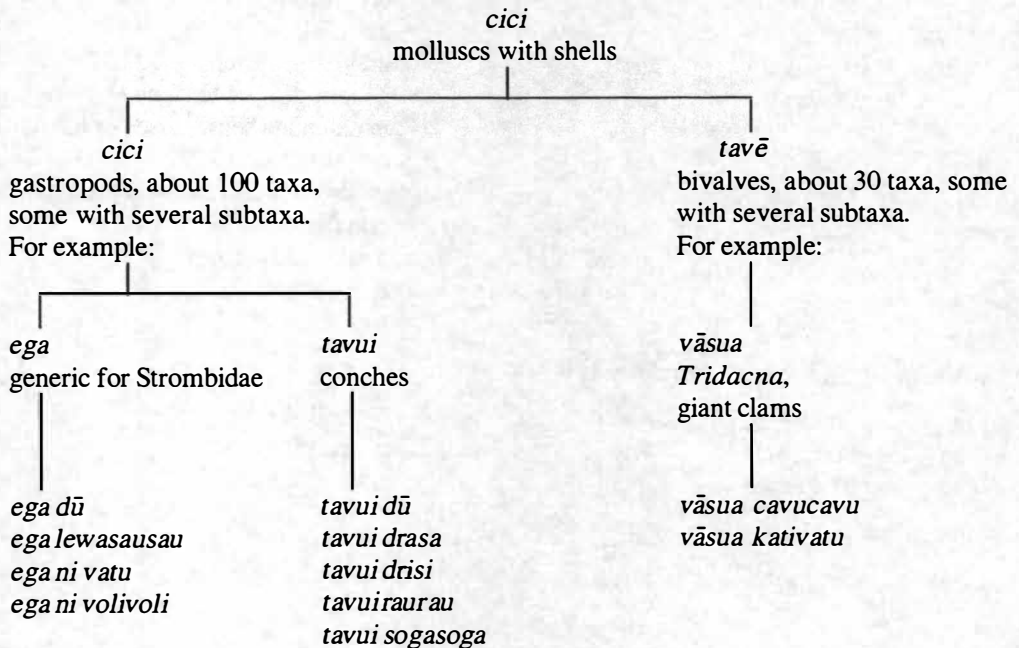 cici
molluscs with shells
cici
gastropods, about 100 taxa,
some with several subtaxa.
For example:
tavē
bivalves, about 30 taxa, some
with several subtaxa.
For example:
ega
generic for Strombidae
tavui
conches
vāsua
Tridacna,
giant clams
ega dū
ega lewasausau
ega ni vatu
ega ni volivoli
tavui dū
tavui drasa
tavui drisi
tavui raurau
tavui sogasoga
vāsua cavucavu
vāsua kativatu